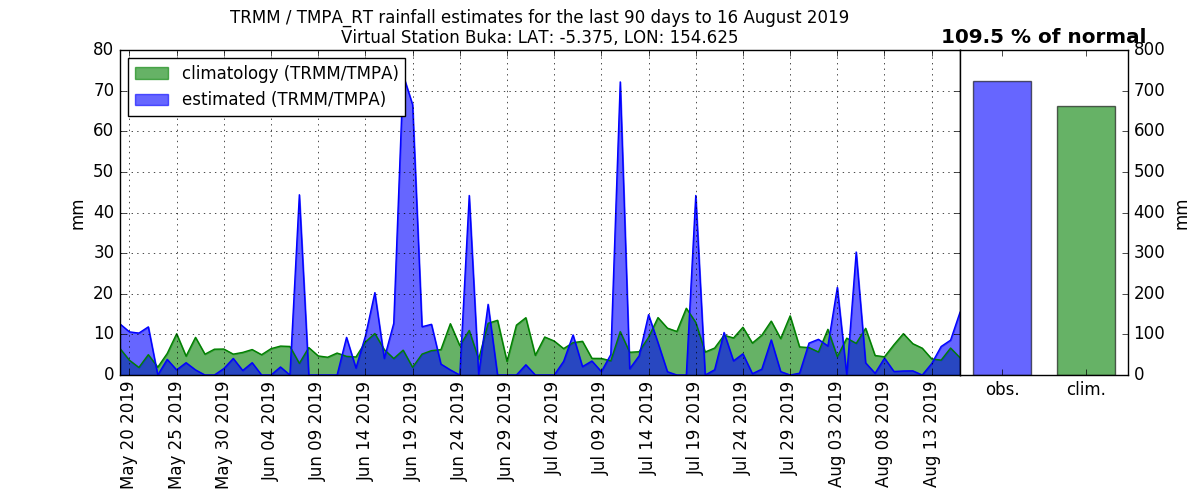 TRMM / TMPA_RT rainfall estimates for the last 90 days to 16 August 2019
Virtual Station Buka: LAT: -5.375, LON: 154.625
109.5 % of normal
climatology (TRMM/TMPA)
estimated (TRMM/TMPA)
80
70
60
50
40
30
20
10
0
mm
May 20 2019
May 25 2019
May 30 2019
Jun 04 2019
Jun 09 2019
Jun 14 2019
Jun 19 2019
Jun 24 2019
Jun 29 2019
Jul 04 2019
Jul 09 2019
Jul 14 2019
Jul 19 2019
Jul 24 2019
Jul 29 2019
Aug 03 2019
Aug 08 2019
Aug 13 2019
obs.
clim.
800
700
600
500
400
300
200
100
0
mm